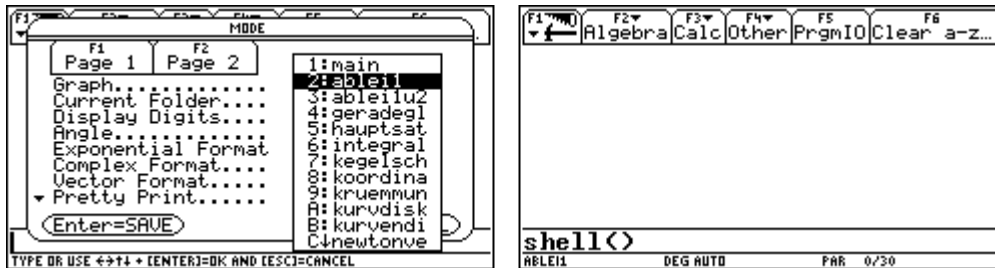 MODE
F1 F2
Page 1 Page 2
Graph.............
Current Folder....
Display Digits....
Angle.............
Exponential Format
Complex Format....
Vector Format.....
Pretty Print......
1:main
2:ablei1
3:ablei1u2
4:geradegl
5:hauptsat
6:integral
7:kegelsch
8:koordina
9:kruemmun
A:kurvdisk
B:kurvendi
C↓newtonve
Enter=SAVE
TYPE OR USE ←→↑↓ + [ENTER]=OK AND [ESC]=CANCEL
F1 F2 F3 F4 F5 F6
Algebra Calc Other PrgmIO Clear a-z…
shell()
ABLEI1 DEG AUTO PAR 0/30